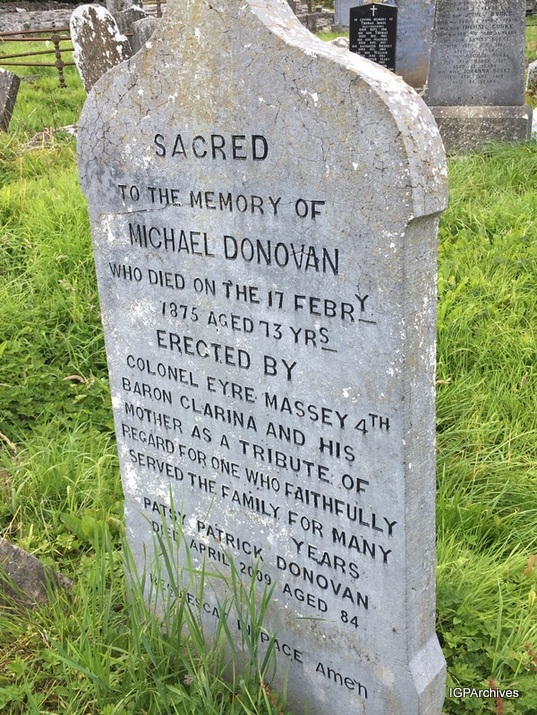 SACRED
TO THE MEMORY OF
MICHAEL DONOVAN
WHO DIED ON THE 17 FEBRY
1875 AGED 73 YRS
ERECTED BY
COLONEL EYRE MASSEY 4TH
BARON CLARINA AND HIS
MOTHER AS A TRIBUTE OF
REGARD FOR ONE WHO FAITHFULLY
SERVED THE FAMILY FOR MANY
YEARS
PATSY PATRICK DONOVAN
DIED APRIL 2009 AGED 84
IN PACE Amen
IGPArchives